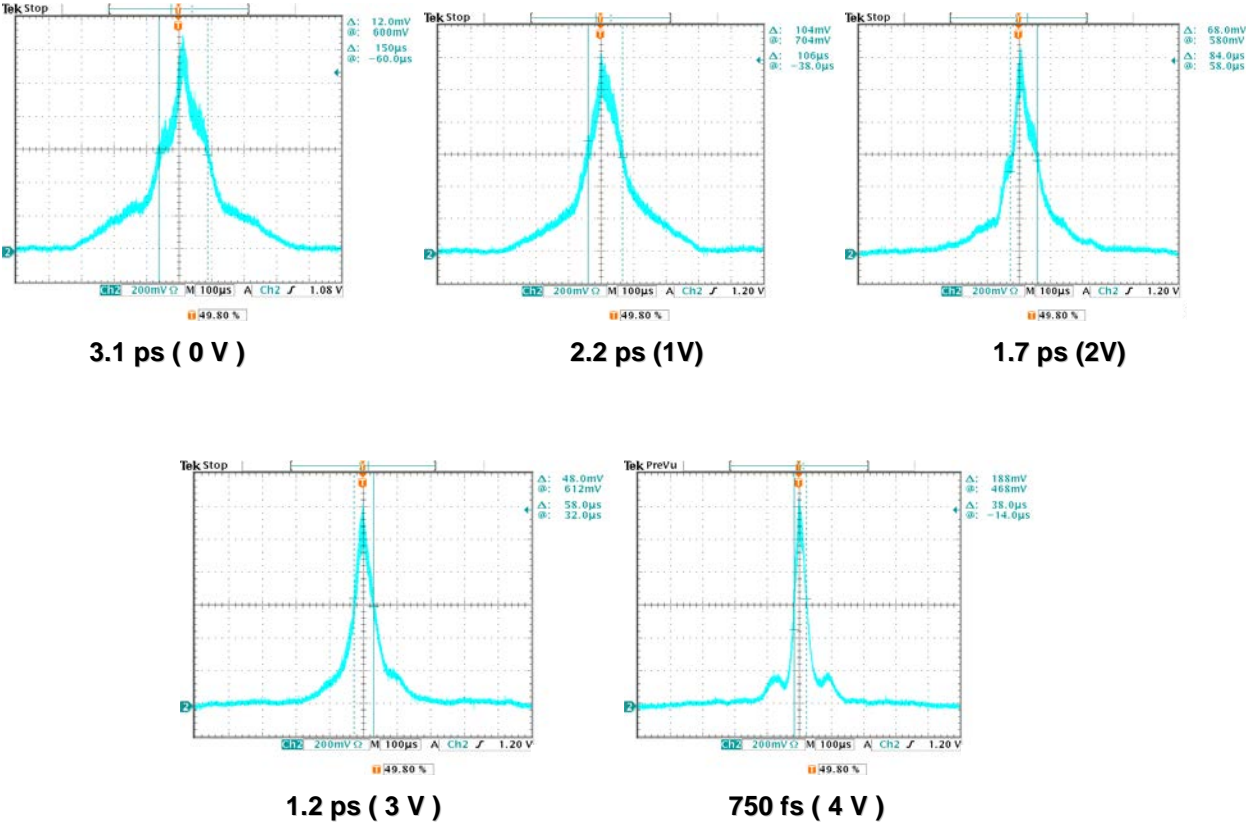 Tek Stop
T
T
Δ: 12.0mV
@: 600mV
Δ: 150µs
@: −60.0µs
2
Ch2 200mV Ω M 100µs A Ch2 ∫ 1.08 V
T 49.80 %
3.1 ps ( 0 V )
Tek Stop
T
T
Δ: 104mV
@: 704mV
Δ: 106µs
@: −38.0µs
2
Ch2 200mV Ω M 100µs A Ch2 ∫ 1.20 V
T 49.80 %
2.2 ps (1V)
Tek Stop
T
T
Δ: 68.0mV
@: 580mV
Δ: 84.0µs
@: 58.0µs
2
Ch2 200mV Ω M 100µs A Ch2 ∫ 1.20 V
T 49.80 %
1.7 ps (2V)
Tek Stop
T
T
Δ: 48.0mV
@: 612mV
Δ: 58.0µs
@: 32.0µs
2
Ch2 200mV Ω M 100µs A Ch2 ∫ 1.20 V
T 49.80 %
1.2 ps ( 3 V )
Tek PreVu
T
T
Δ: 188mV
@: 468mV
Δ: 38.0µs
@: −14.0µs
2
Ch2 200mV Ω M 100µs A Ch2 ∫ 1.20 V
T 49.80 %
750 fs ( 4 V )